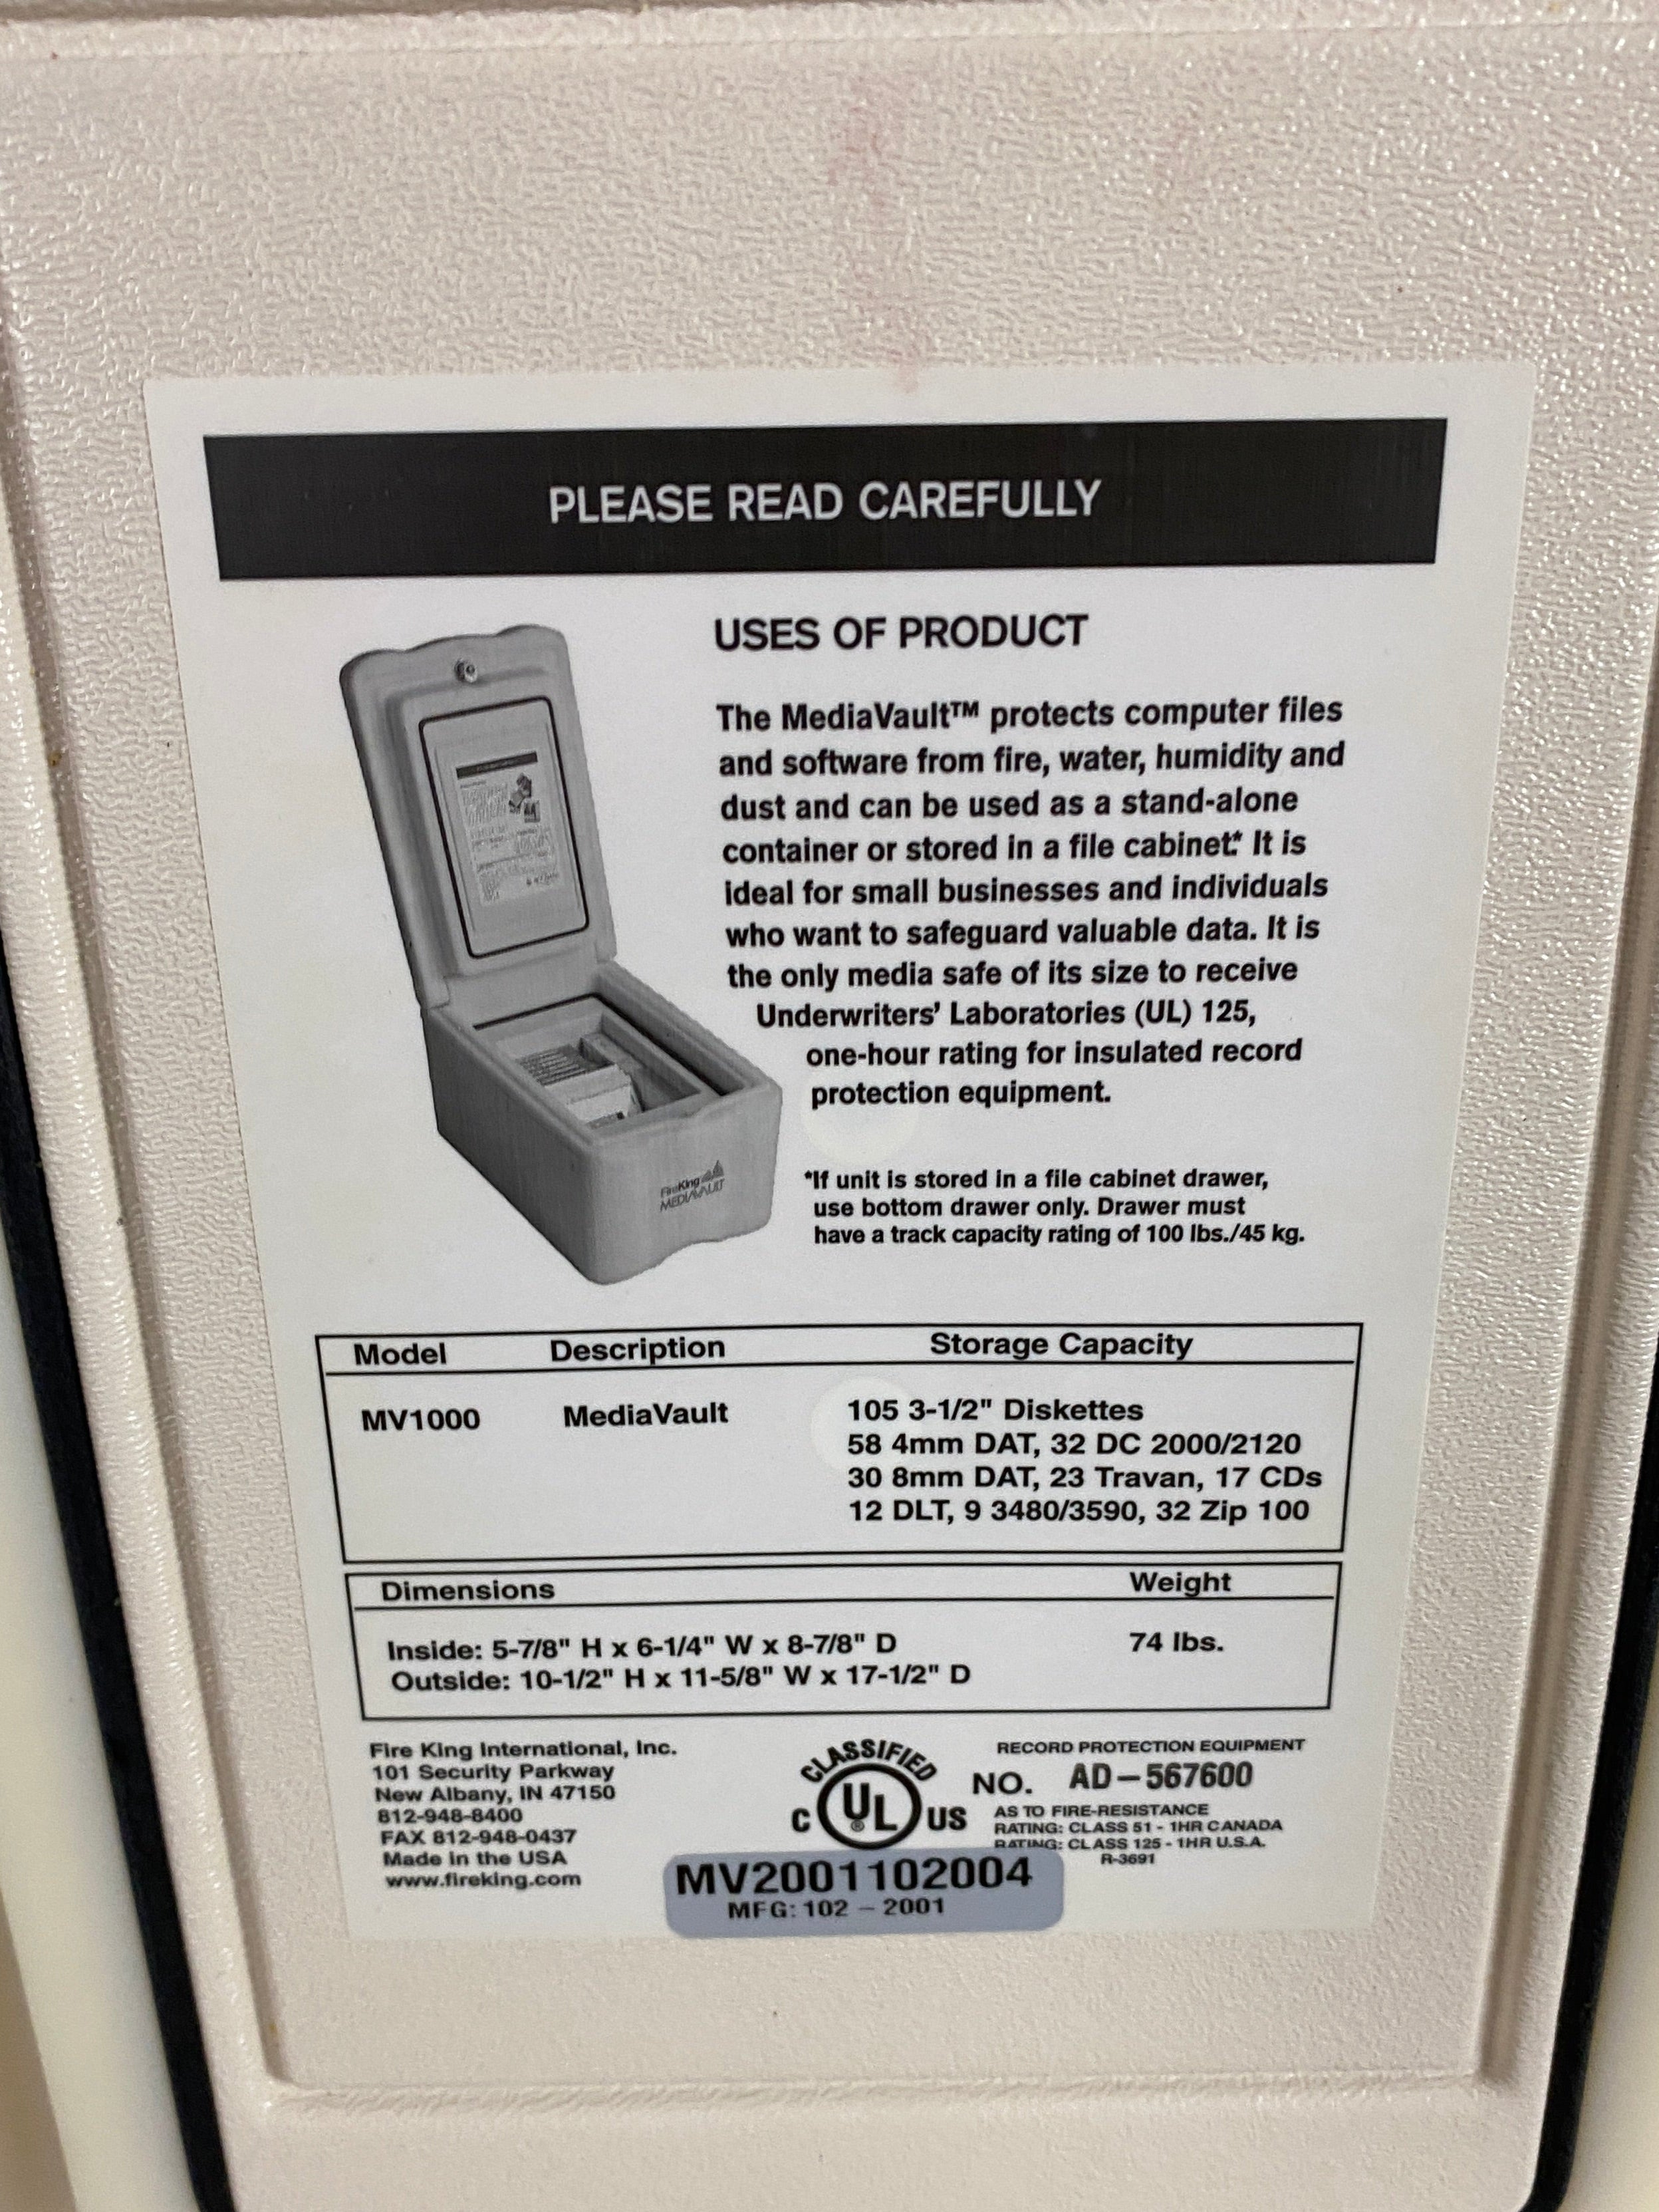 PLEASE READ CAREFULLY
USES OF PRODUCT
The MediaVault™ protects computer files
and software from fire, water, humidity and
dust and can be used as a stand-alone
container or stored in a file cabinet.* It is
ideal for small businesses and individuals
who want to safeguard valuable data. It is
the only media safe of its size to receive
Underwriters' Laboratories (UL) 125,
one-hour rating for insulated record
protection equipment.
*If unit is stored in a file cabinet drawer,
use bottom drawer only. Drawer must
have a track capacity rating of 100 lbs./45 kg.
FireKing
MEDIAVAULT
Model Description Storage Capacity
MV1000 MediaVault 105 3-1/2" Diskettes
58 4mm DAT, 32 DC 2000/2120
30 8mm DAT, 23 Travan, 17 CDs
12 DLT, 9 3480/3590, 32 Zip 100
Dimensions Weight
Inside: 5-7/8" H x 6-1/4" W x 8-7/8" D 74 lbs.
Outside: 10-1/2" H x 11-5/8" W x 17-1/2" D
Fire King International, Inc.
101 Security Parkway
New Albany, IN 47150
812-948-8400
FAX 812-948-0437
Made in the USA
www.fireking.com
CLASSIFIED
C UL® US
RECORD PROTECTION EQUIPMENT
NO. AD–567600
AS TO FIRE-RESISTANCE
RATING: CLASS 51 - 1HR CANADA
RATING: CLASS 125 - 1HR U.S.A.
R-3691
MV2001102004
MFG: 102 – 2001